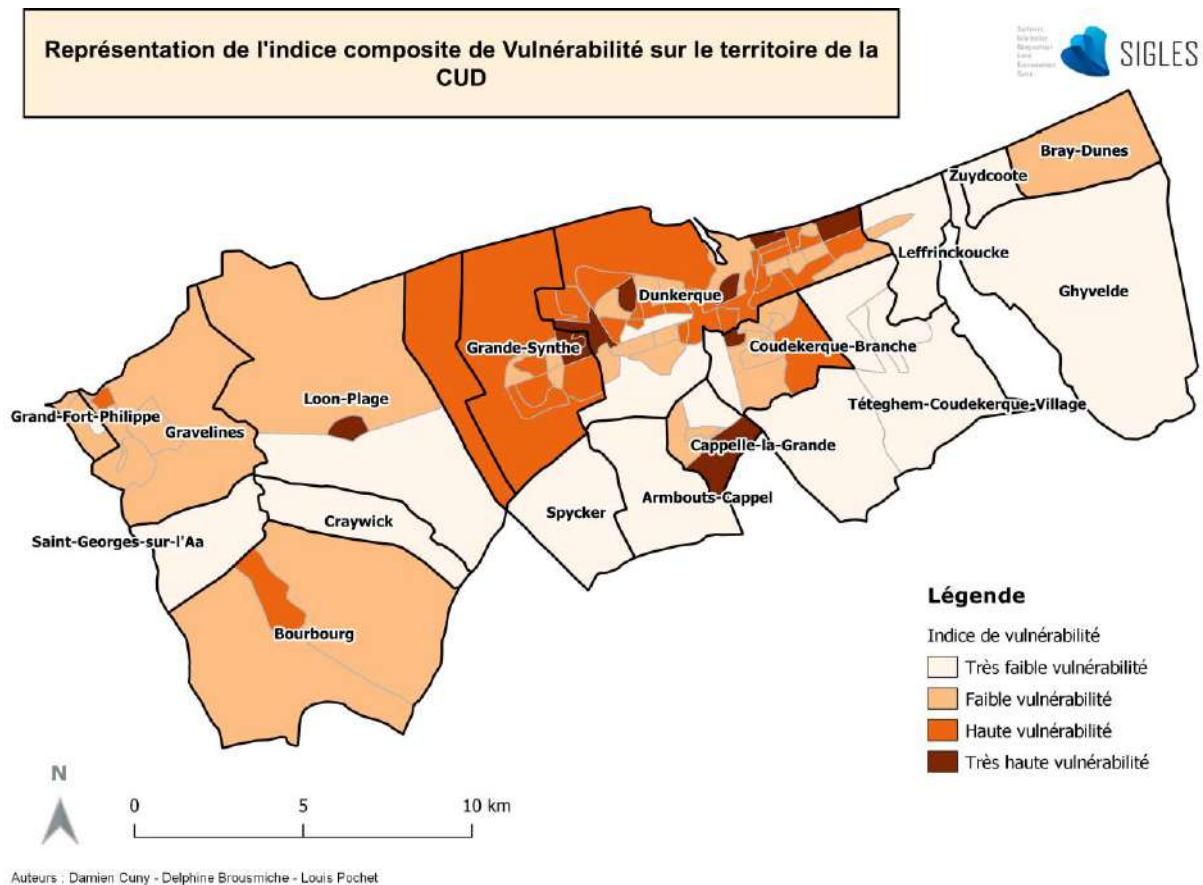 Représentation de l'indice composite de Vulnérabilité sur le territoire de la
CUD
SIGLES
Bray-Dunes
Zuydcoote
Leffrinckoucke
Ghyvelde
Dunkerque
Grande-Synthe
Coudekerque-Branche
Loon-Plage
Grand-Fort-Philippe
Gravelines
Téteghem-Coudekerque-Village
Cappelle-la-Grande
Armbouts-Cappel
Spycker
Craywick
Saint-Georges-sur-l'Aa
Bourbourg
Légende
Indice de vulnérabilité
Très faible vulnérabilité
Faible vulnérabilité
Haute vulnérabilité
Très haute vulnérabilité
N
0 5 10 km
Auteurs : Damien Cuny - Delphine Brousmiche - Louis Pochet